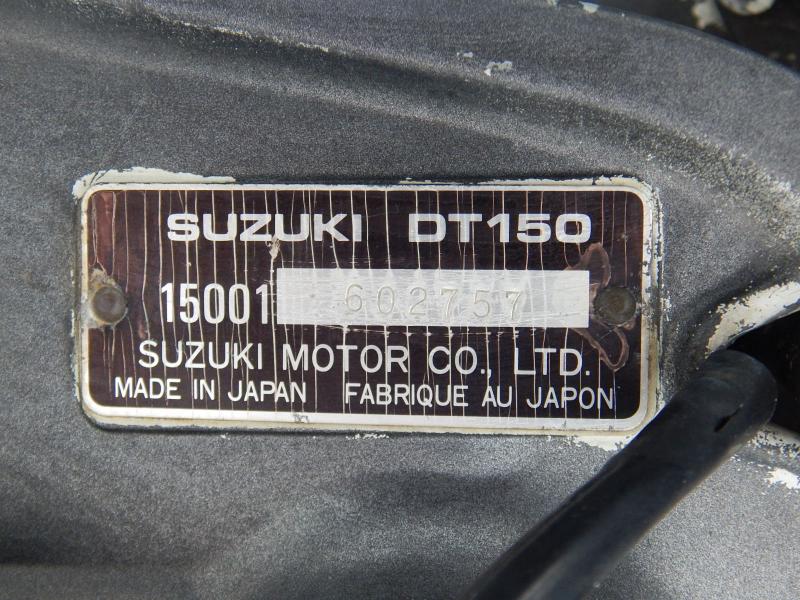 SUZUKI DT150
15001 602757
SUZUKI MOTOR CO., LTD.
MADE IN JAPAN FABRIQUE AU JAPON